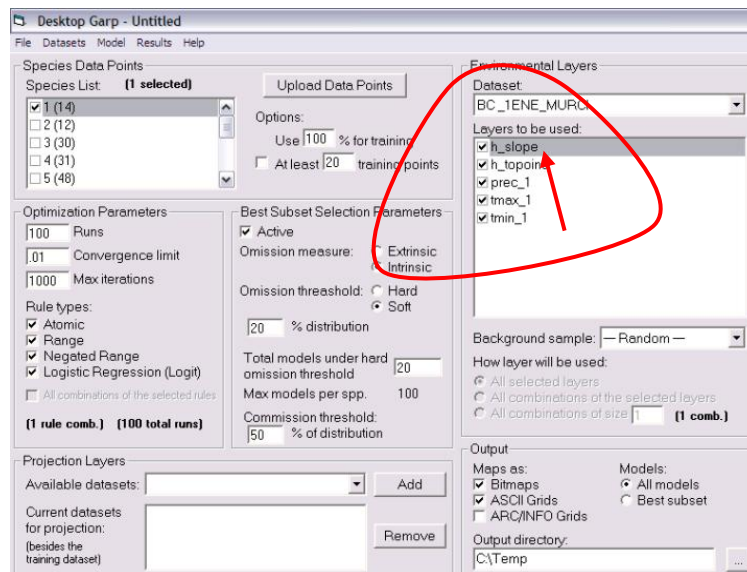 Desktop Garp - Untitled
File Datasets Model Results Help
Species Data Points
Species List: (1 selected)
Upload Data Points
1 (14)
2 (12)
3 (30)
4 (31)
5 (48)
Options:
Use 100 % for training
At least 20 training points
Environmental Layers
Dataset:
BC_1ENE_MURCI
Layers to be used:
h_slope
h_topoind
prec_1
tmax_1
tmin_1
Background sample: — Random —
How layer will be used:
All selected layers
All combinations of the selected layers
All combinations of size 1 (1 comb.)
Optimization Parameters
100 Runs
.01 Convergence limit
1000 Max iterations
Rule types:
Atomic
Range
Negated Range
Logistic Regression (Logit)
All combinations of the selected rules
(1 rule comb.) (100 total runs)
Best Subset Selection Parameters
Active
Omission measure: Extrinsic
Intrinsic
Omission threashold: Hard
Soft
20 % distribution
Total models under hard
omission threshold 20
Max models per spp. 100
Commission threshold:
50 % of distribution
Projection Layers
Available datasets: Add
Current datasets
for projection:
(besides the
training dataset)
Remove
Output
Maps as:
Bitmaps
ASCII Grids
ARC/INFO Grids
Models:
All models
Best subset
Output directory:
C:\Temp ...